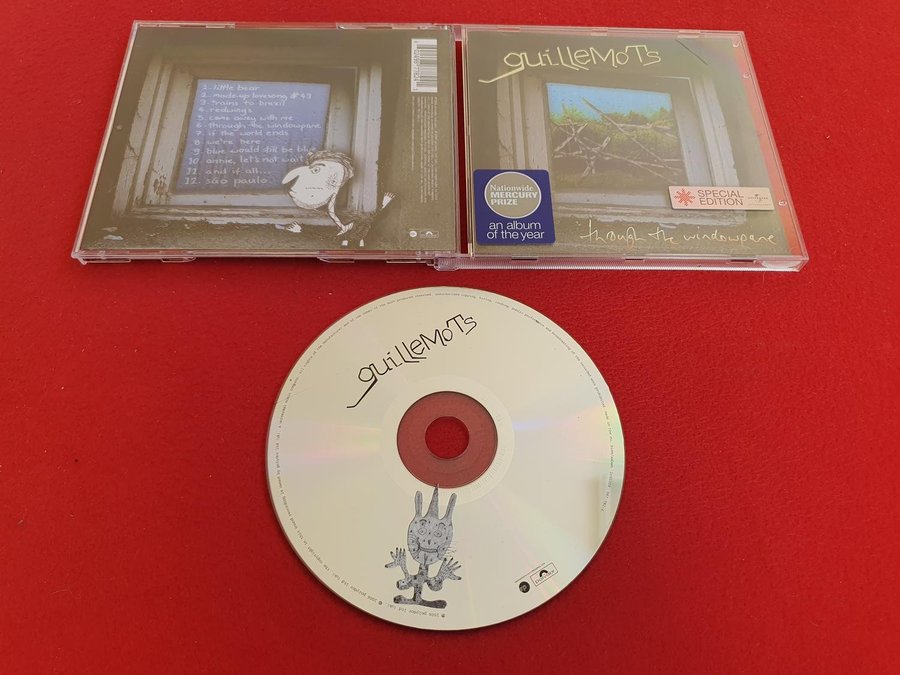 1. little bear
2. made-up lovesong #43
3. trains to brazil
4. redwings
5. come away with me
6. through the windowpane
7. if the world ends
8. we're here
9. blue would still be blue
10. annie, let's not wait
11. and if all...
12. são paulo
guillemots
Nationwide
MERCURY
PRIZE
an album
of the year
SPECIAL
EDITION
through the windowpane
guillemots